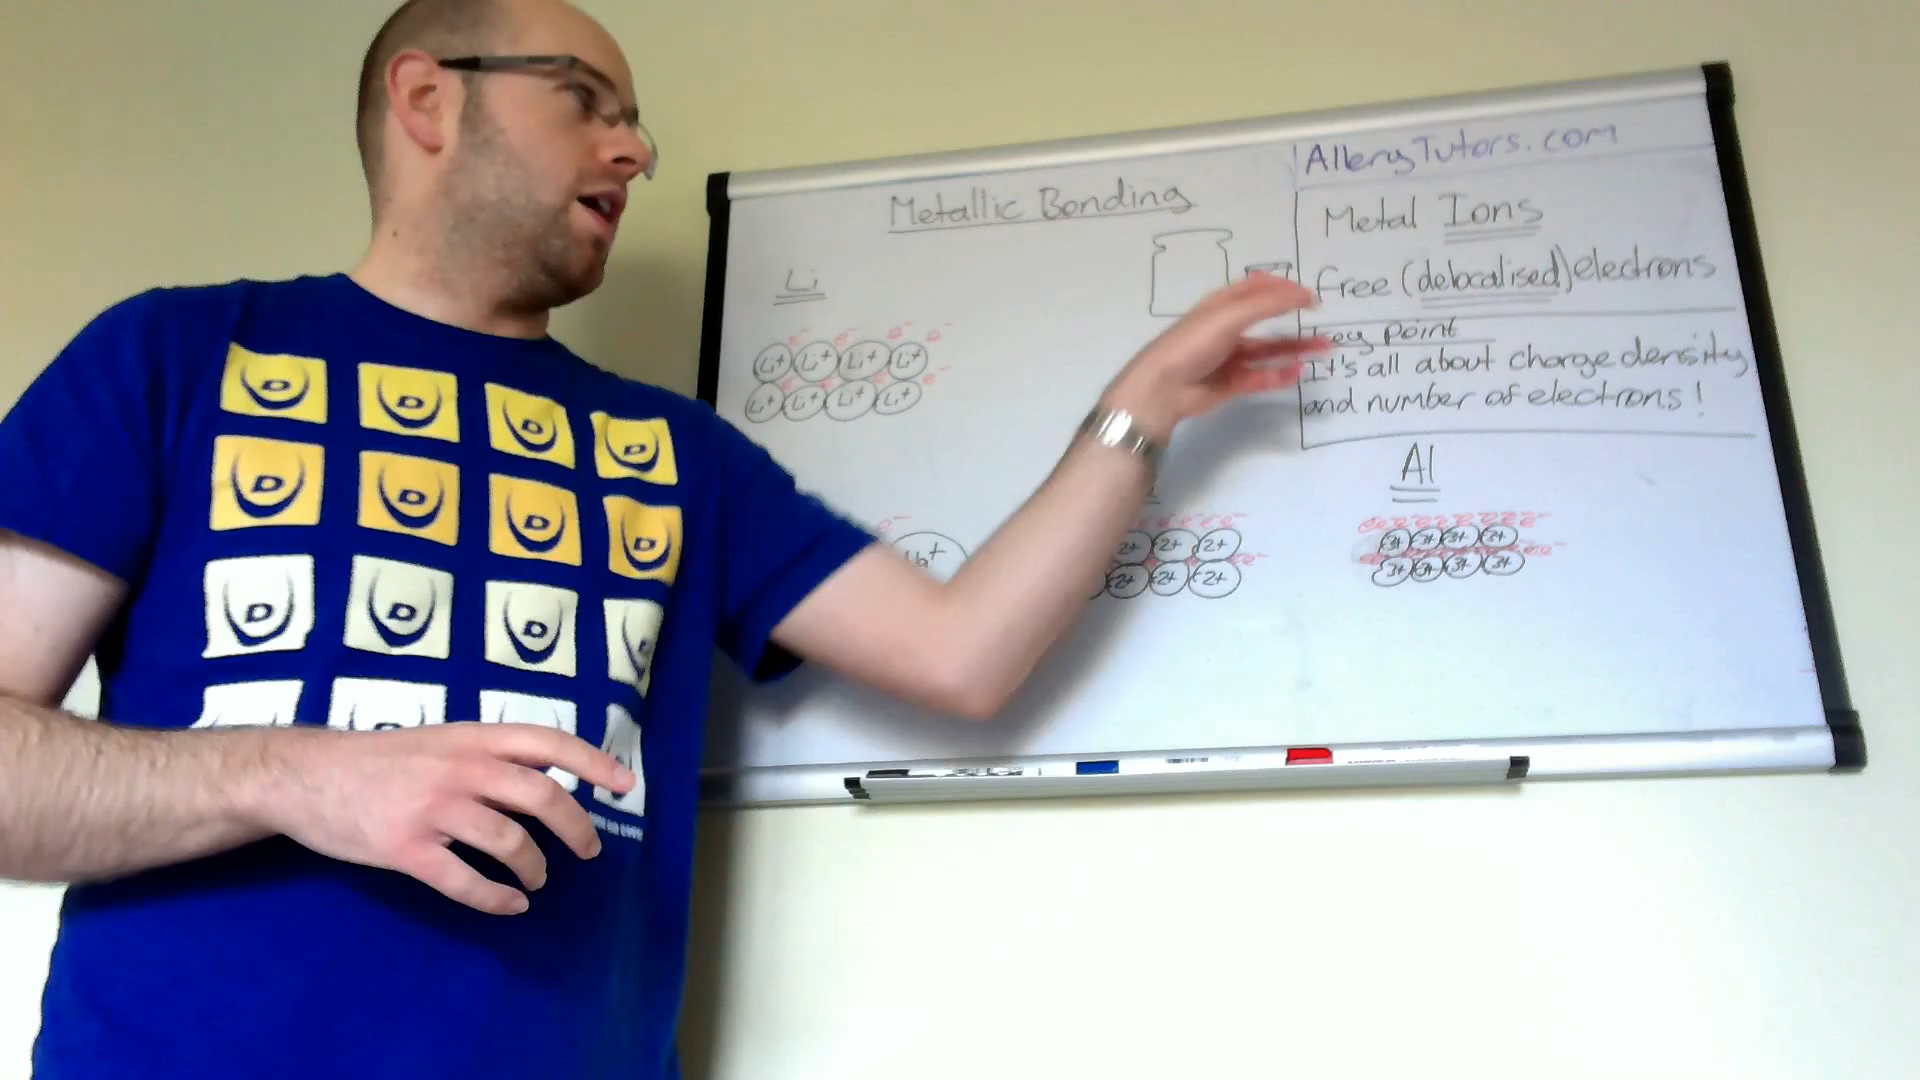 AlleryTutors.com
Metallic Bonding
Metal Ions
free (delocalised) electrons
Key point
It's all about charge density
and number of electrons!
Li
e- e- e- e-
Li+ Li+ Li+ Li+
e- e- e- e-
Li+ Li+ Li+ Li+
e-
Al
2+ 2+ 2+
e-
2+ 2+ 2+
3+ 3+ 3+ 3+
3+ 3+ 3+ 3+
D D D D
D D D D
D D D D
D